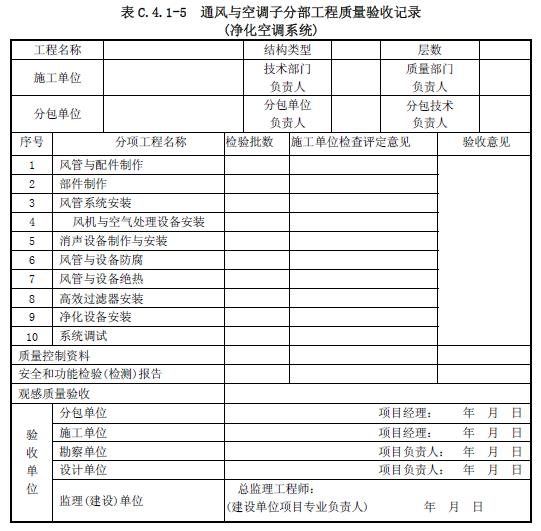 表 C.4.1-5 通风与空调子分部工程质量验收记录
(净化空调系统)
工程名称 结构类型 层数
施工单位 技术部门负责人 质量部门负责人
分包单位 分包单位负责人 分包技术负责人
序号 分项工程名称 检验批数 施工单位检查评定意见 验收意见
1 风管与配件制作
2 部件制作
3 风管系统安装
4 风机与空气处理设备安装
5 消声设备制作与安装
6 风管与设备防腐
7 风管与设备绝热
8 高效过滤器安装
9 净化设备安装
10 系统调试
质量控制资料
安全和功能检验(检测)报告
观感质量验收
验收单位
分包单位 项目经理: 年 月 日
施工单位 项目经理: 年 月 日
勘察单位 项目负责人: 年 月 日
设计单位 项目负责人: 年 月 日
监理(建设)单位 总监理工程师:
(建设单位项目专业负责人) 年 月 日